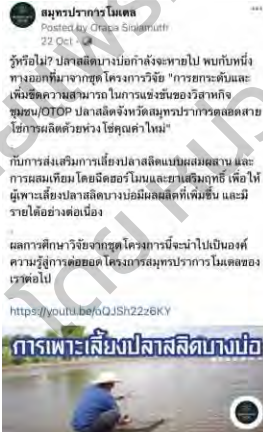 สมุทรปราการโมเดล
Posted by Orapa Siplamuth
22 Oct ·
รู้หรือไม่? ปลาสลิดบางบ่อกำลังจะหายไป พบกับหนึ่ง
ทางออกที่มาจากชุดโครงการวิจัย "การยกระดับและ
เพิ่มขีดความสามารถในการแข่งขันของวิสาหกิจ
ชุมชน/OTOP ปลาสลิดจังหวัดสมุทรปราการตลอดสาย
โซ่การผลิตด้วยห่วง โซ่คุณค่าใหม่"
กับการส่งเสริมการเลี้ยงปลาสลิดแบบผสมผสาน และ
การผสมเทียมโดยฉีดฮอร์โมนและยาเสริมฤทธิ์ เพื่อให้
ผู้เพาะเลี้ยงปลาสลิดบางบ่อมีผลผลิตที่เพิ่มขึ้น และมี
รายได้อย่างต่อเนื่อง
.
ผลการศึกษาวิจัยจากชุดโครงการนี้จะนำไปเป็นองค์
ความรู้สู่การต่อยอดโครงการสมุทรปราการโมเดลของ
เราต่อไป
https://youtu.be/oQJSh22z6KY
การเพาะเลี้ยงปลาสลิดบางบ่อ